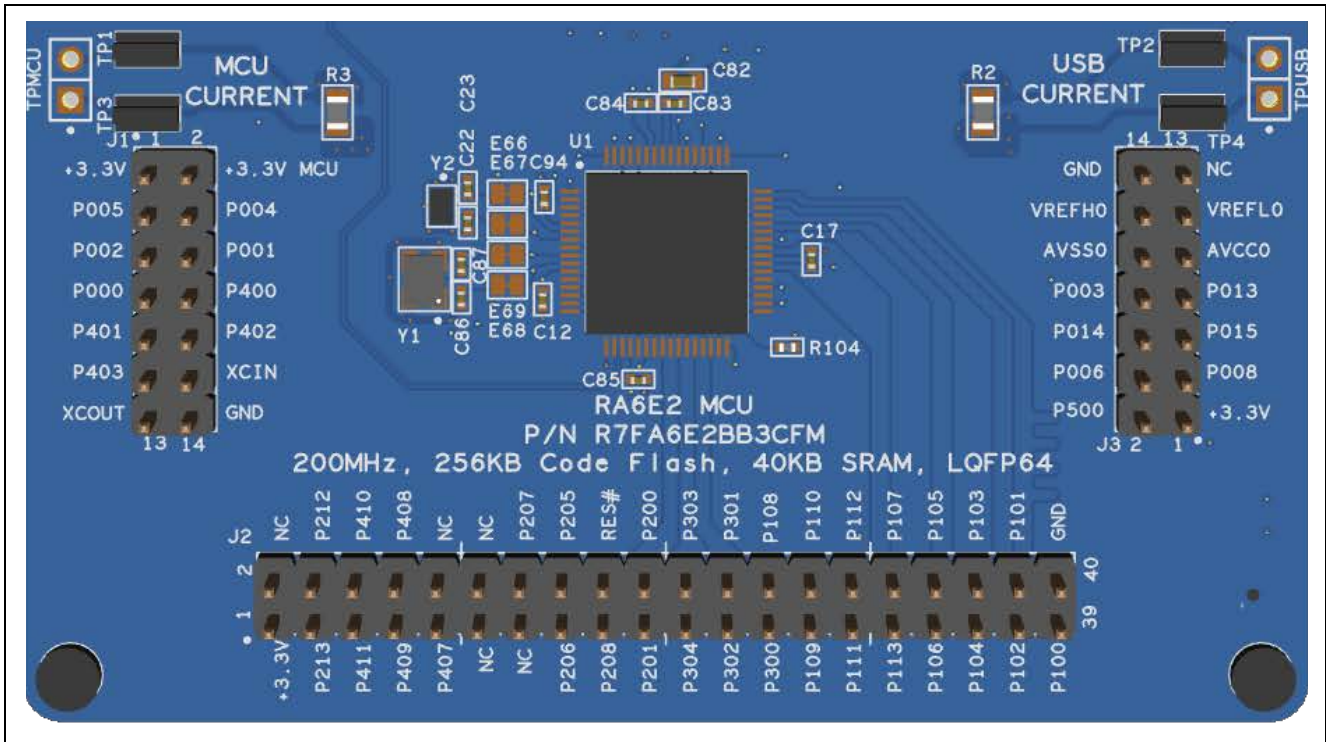 TPMCU
TP1
TP3
MCU
CURRENT
R3
C23
C22
Y2
E66
E67
C94
U1
C84
C82
C83
R2
USB
CURRENT
TP2
TP4
TPUSB
J1
1
2
+3.3V
+3.3V MCU
P005
P004
P002
P001
P000
P400
P401
P402
P403
XCIN
XCOUT
GND
13
14
Y1
C87
C86
E69
E68
C12
C17
R104
C85
14
13
GND
NC
VREFH0
VREFL0
AVSS0
AVCC0
P003
P013
P014
P015
P006
P008
P500
+3.3V
J3
2
1
RA6E2 MCU
P/N R7FA6E2BB3CFM
200MHz, 256KB Code Flash, 40KB SRAM, LQFP64
J2
NC
P212
P410
P408
NC
NC
P207
P205
RES#
P200
P303
P301
P108
P110
P112
P107
P105
P103
P101
GND
2
40
1
39
+3.3V
P213
P411
P409
P407
NC
NC
P206
P208
P201
P304
P302
P300
P109
P111
P113
P106
P104
P102
P100